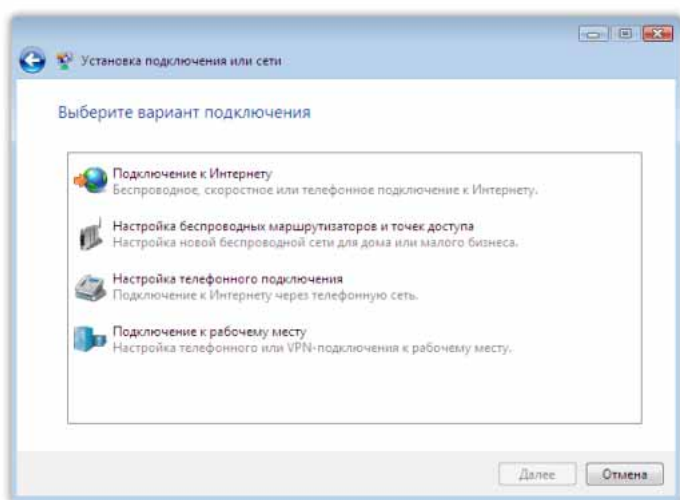 Установка подключения или сети
Выберите вариант подключения
Подключение к Интернету
Беспроводное, скоростное или телефонное подключение к Интернету.
Настройка беспроводных маршрутизаторов и точек доступа
Настройка новой беспроводной сети для дома или малого бизнеса.
Настройка телефонного подключения
Подключение к Интернету через телефонную сеть.
Подключение к рабочему месту
Настройка телефонного или VPN-подключения к рабочему месту.
Далее Отмена